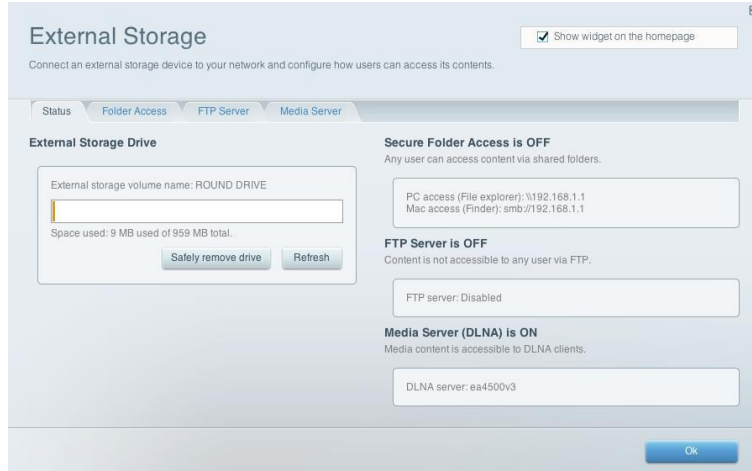 External Storage
Show widget on the homepage
Connect an external storage device to your network and configure how users can access its contents.
Status
Folder Access
FTP Server
Media Server
External Storage Drive
External storage volume name: ROUND DRIVE
Space used: 9 MB used of 959 MB total.
Safely remove drive
Refresh
Secure Folder Access is OFF
Any user can access content via shared folders.
PC access (File explorer): \\192.168.1.1
Mac access (Finder): smb://192.168.1.1
FTP Server is OFF
Content is not accessible to any user via FTP.
FTP server: Disabled
Media Server (DLNA) is ON
Media content is accessible to DLNA clients.
DLNA server: ea4500v3
Ok